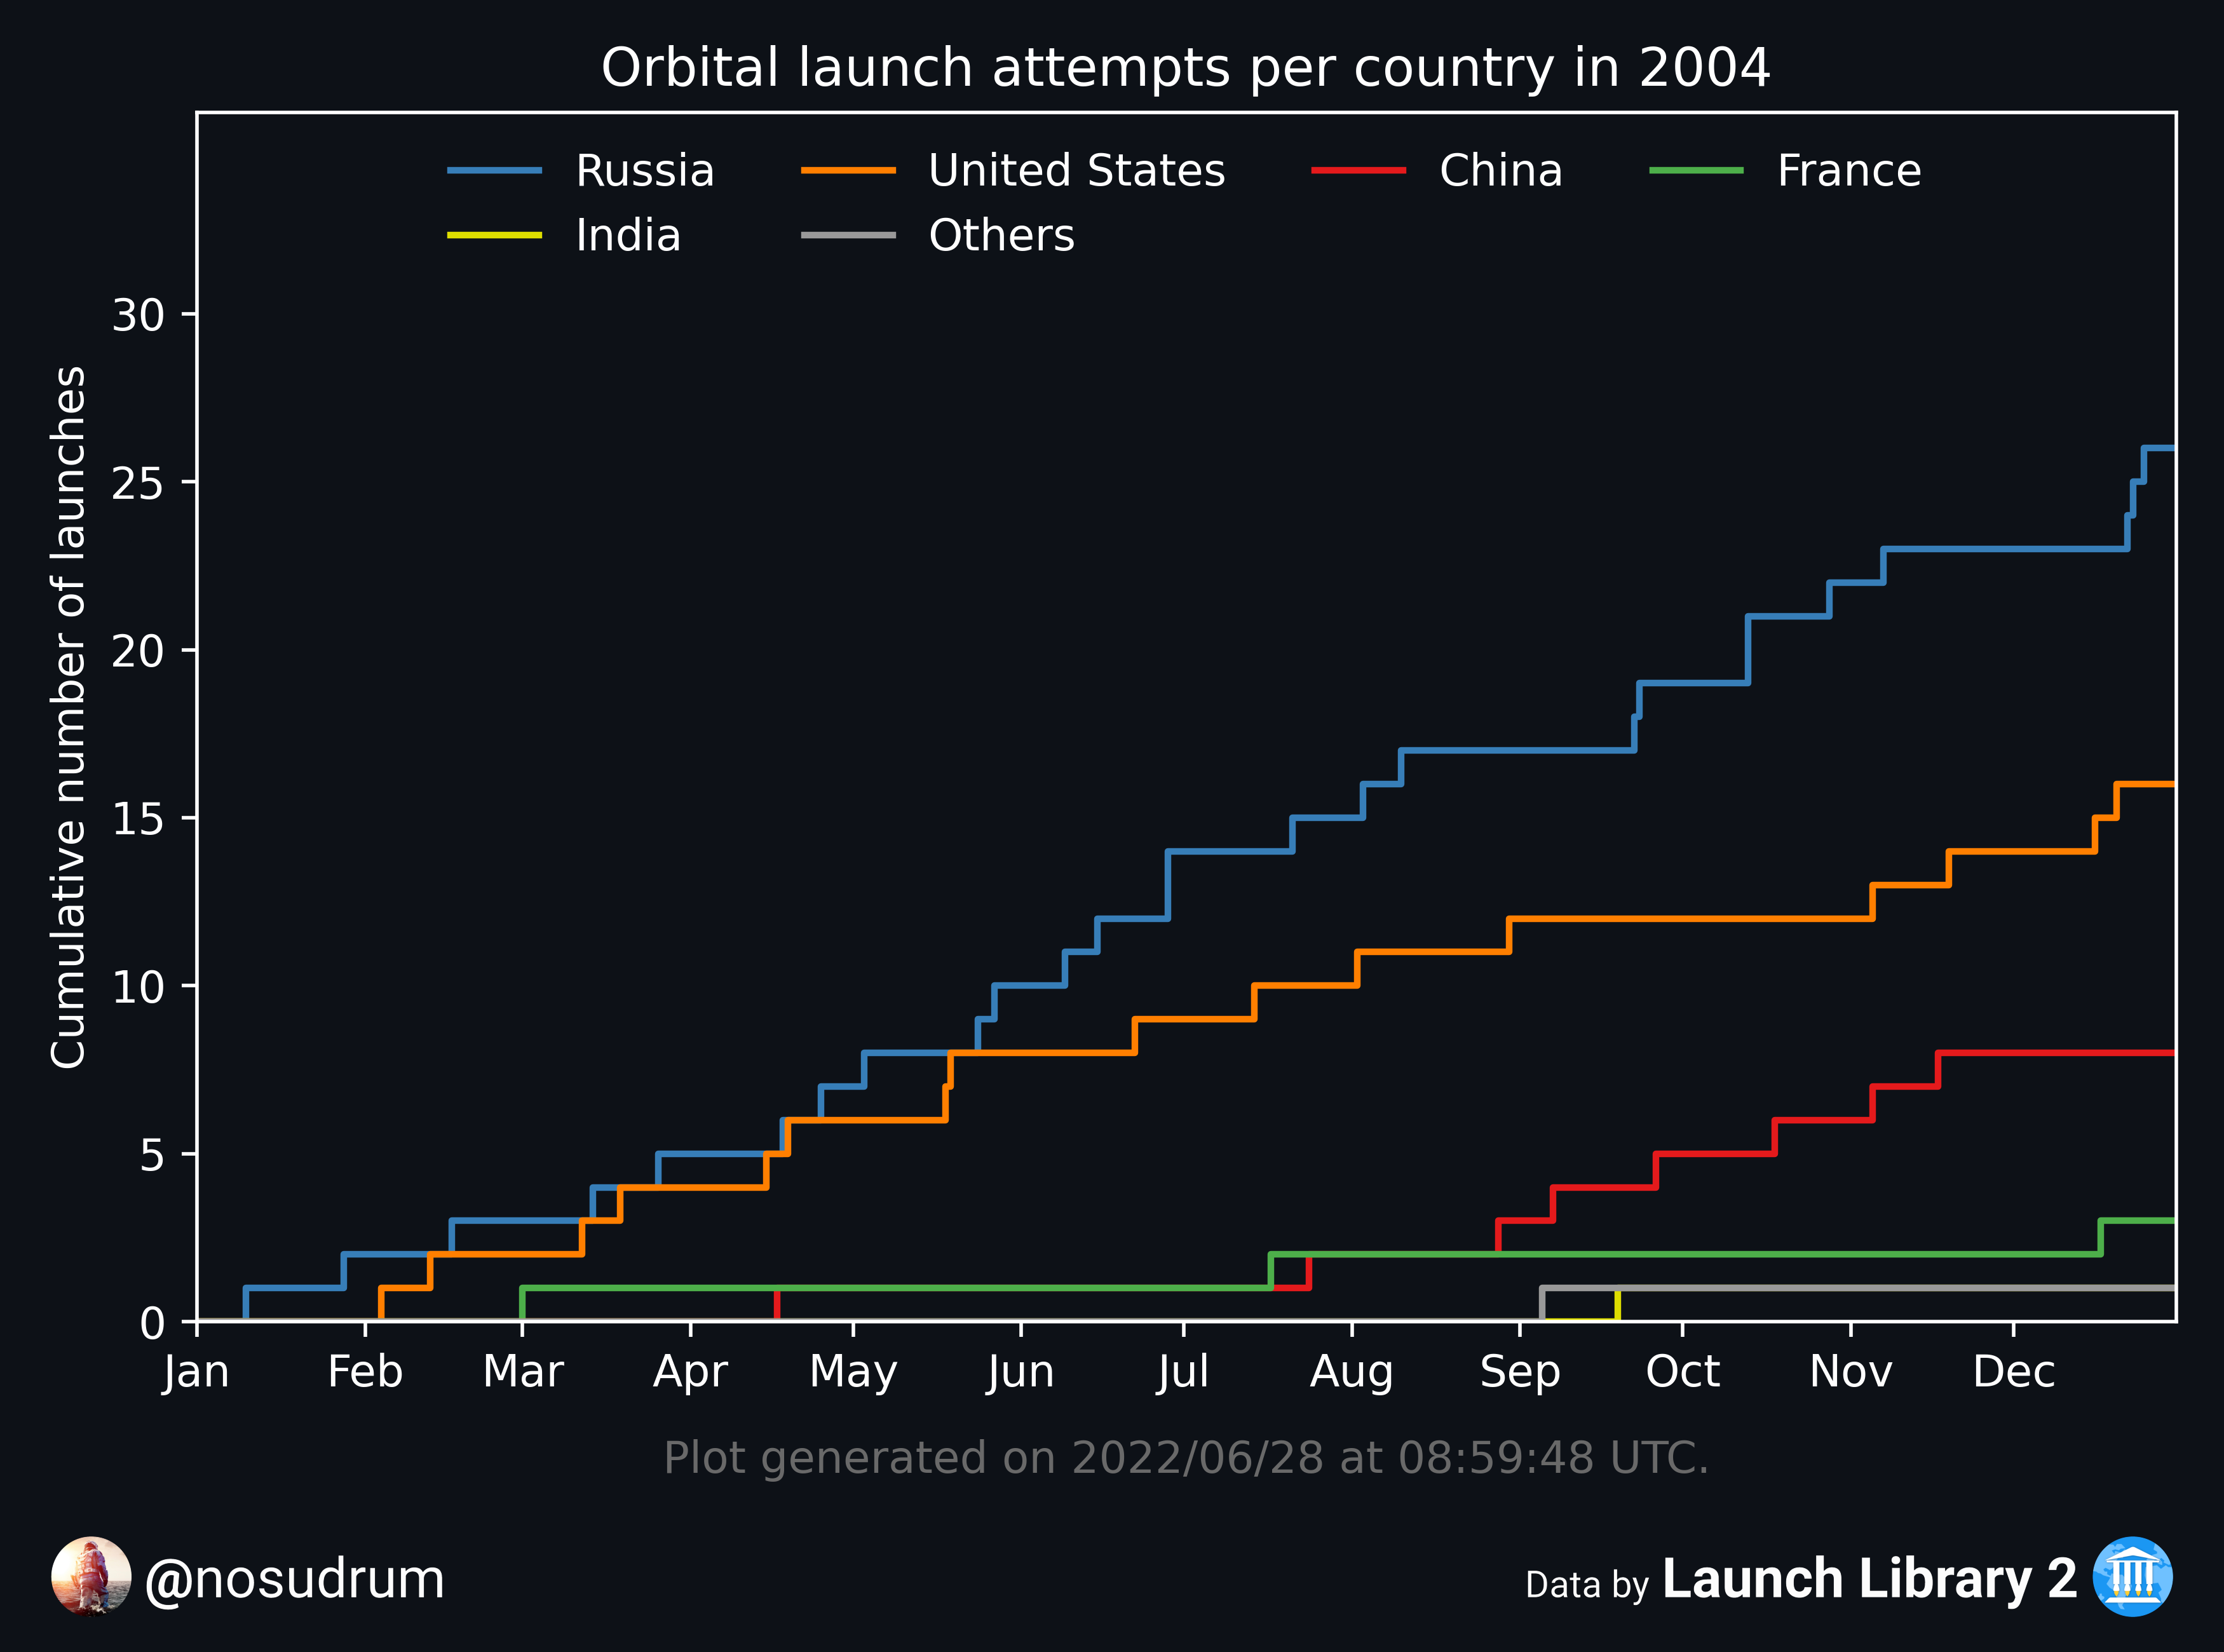 Orbital launch attempts per country in 2004
Russia United States China France
India Others
Cumulative number of launches
30
25
20
15
10
5
0
Jan Feb Mar Apr May Jun Jul Aug Sep Oct Nov Dec
Plot generated on 2022/06/28 at 08:59:48 UTC.
@nosudrum
Data by Launch Library 2